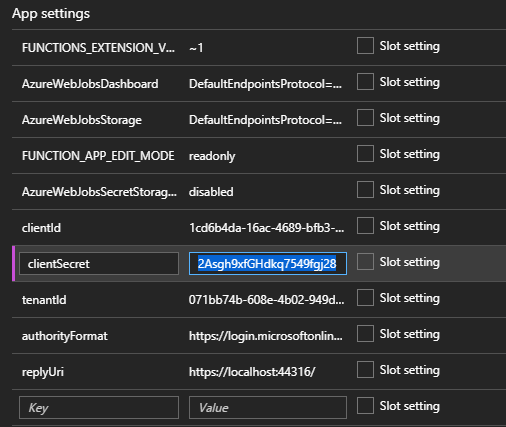 App settings
FUNCTIONS_EXTENSION_V... ~1 Slot setting
AzureWebJobsDashboard DefaultEndpointsProtocol=... Slot setting
AzureWebJobsStorage DefaultEndpointsProtocol=... Slot setting
FUNCTION_APP_EDIT_MODE readonly Slot setting
AzureWebJobsSecretStorag... disabled Slot setting
clientId 1cd6b4da-16ac-4689-bfb3-... Slot setting
clientSecret 2Asgh9xfGHdkq7549fgj28 Slot setting
tenantId 071bb74b-608e-4b02-949d... Slot setting
authorityFormat https://login.microsoftonlin... Slot setting
replyUri https://localhost:44316/ Slot setting
Key Value Slot setting